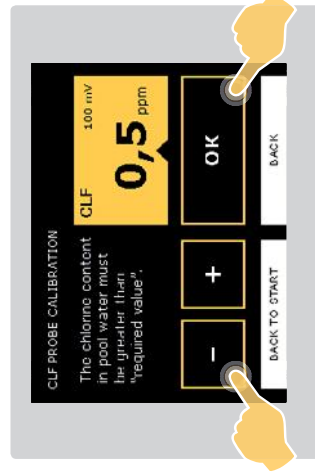 CLF PROBE CALIBRATION
The chlorine content
in pool water must
be greater than
"required value".
CLF 100 mV
0,5 ppm
- + OK
BACK TO START BACK